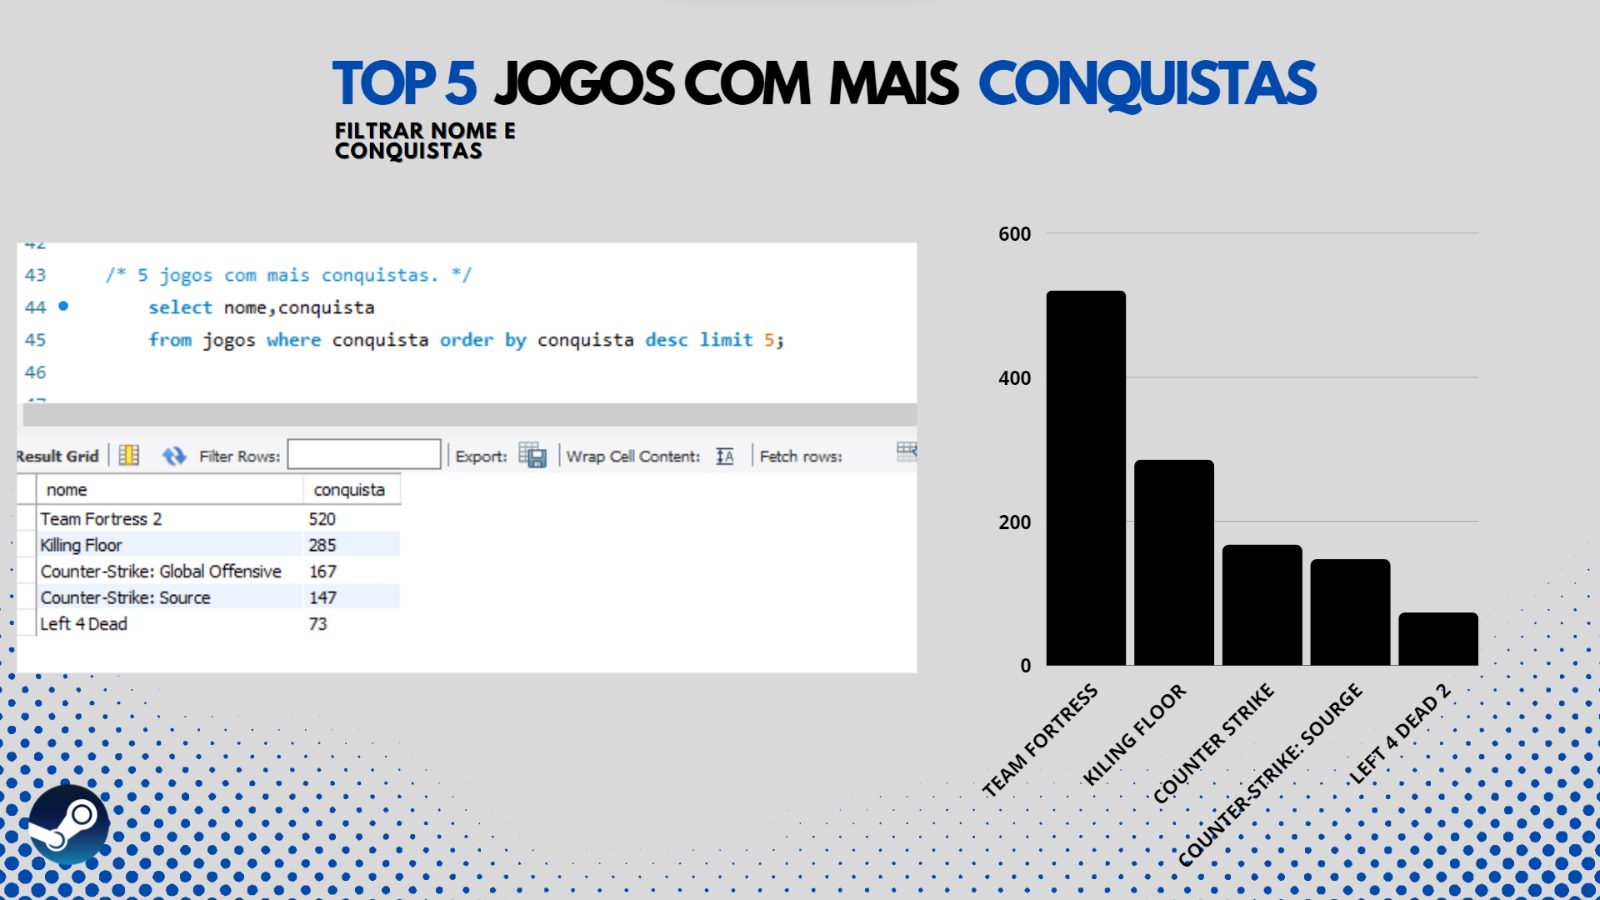 TOP 5 JOGOS COM MAIS CONQUISTAS
FILTRAR NOME E
CONQUISTAS
42
43 /* 5 jogos com mais conquistas. */
44 select nome,conquista
45 from jogos where conquista order by conquista desc limit 5;
46
47
Result Grid Filter Rows: Export: Wrap Cell Content: Fetch rows:
nome conquista
Team Fortress 2 520
Killing Floor 285
Counter-Strike: Global Offensive 167
Counter-Strike: Source 147
Left 4 Dead 73
600
400
200
0
TEAM FORTRESS
KILING FLOOR
COUNTER STRIKE
COUNTER-STRIKE: SOURGE
LEFT 4 DEAD 2